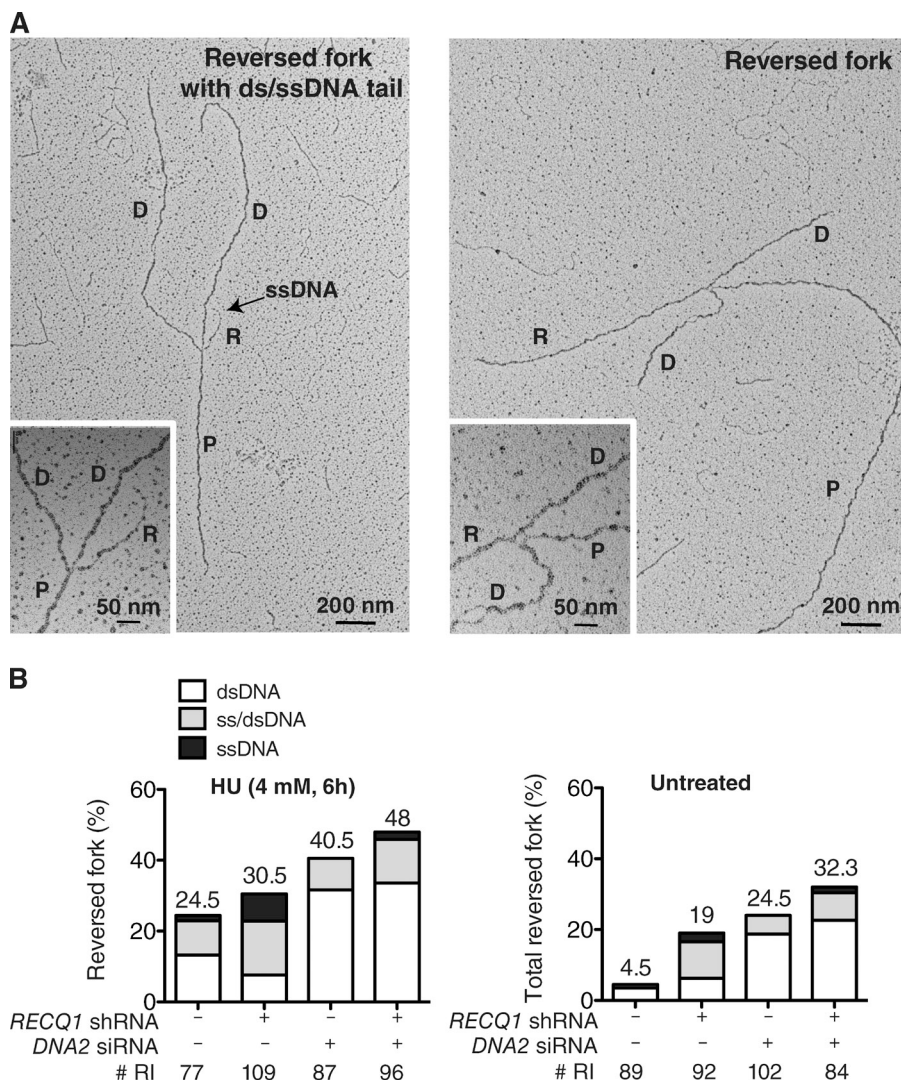 A
Reversed fork
with ds/ssDNA tail
D
D
ssDNA
R
P
D
D
R
P
50 nm
200 nm
Reversed fork
D
R
D
P
D
R
P
D
50 nm
200 nm
B
dsDNA
ss/dsDNA
ssDNA
HU (4 mM, 6h)
Reversed fork (%)
60
40
20
0
24.5
30.5
40.5
48
RECQ1 shRNA – + – +
DNA2 siRNA – – + +
# RI 77 109 87 96
Untreated
Total reversed fork (%)
60
40
20
0
4.5
19
24.5
32.3
RECQ1 shRNA – + – +
DNA2 siRNA – – + +
# RI 89 92 102 84